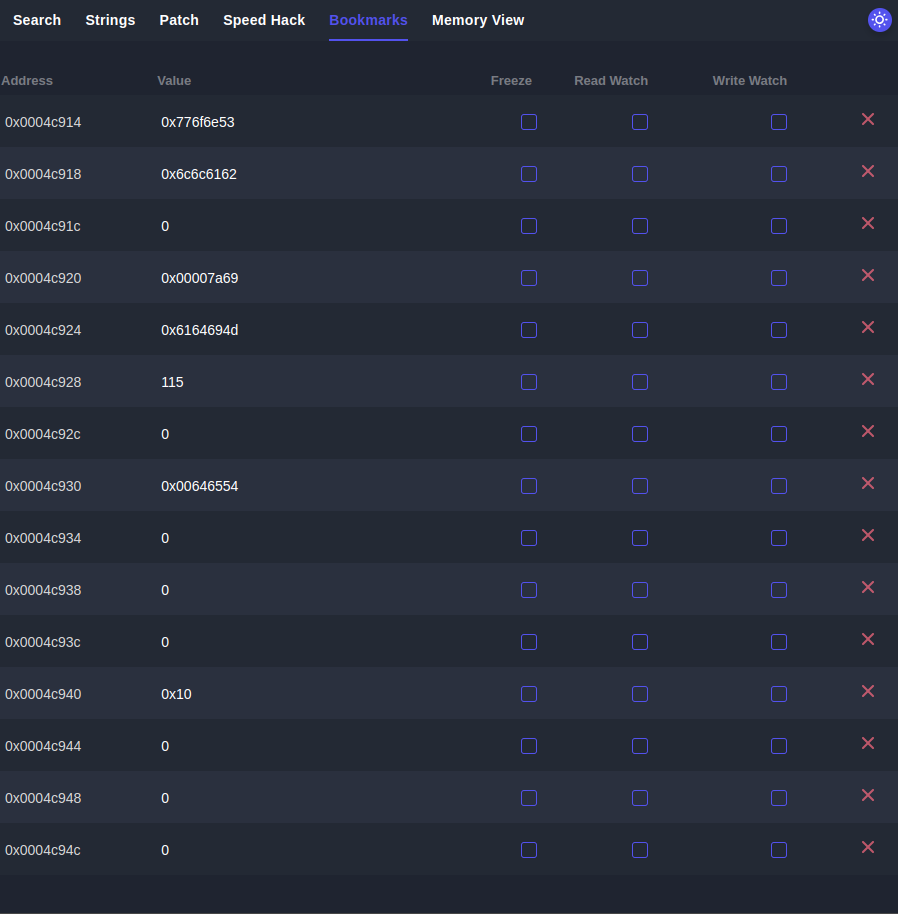 Search Strings Patch Speed Hack Bookmarks Memory View
Address Value Freeze Read Watch Write Watch
0x0004c914 0x776f6e53
0x0004c918 0x6c6c6162
0x0004c91c 0
0x0004c920 0x00007a69
0x0004c924 0x6164694d
0x0004c928 115
0x0004c92c 0
0x0004c930 0x00646554
0x0004c934 0
0x0004c938 0
0x0004c93c 0
0x0004c940 0x10
0x0004c944 0
0x0004c948 0
0x0004c94c 0